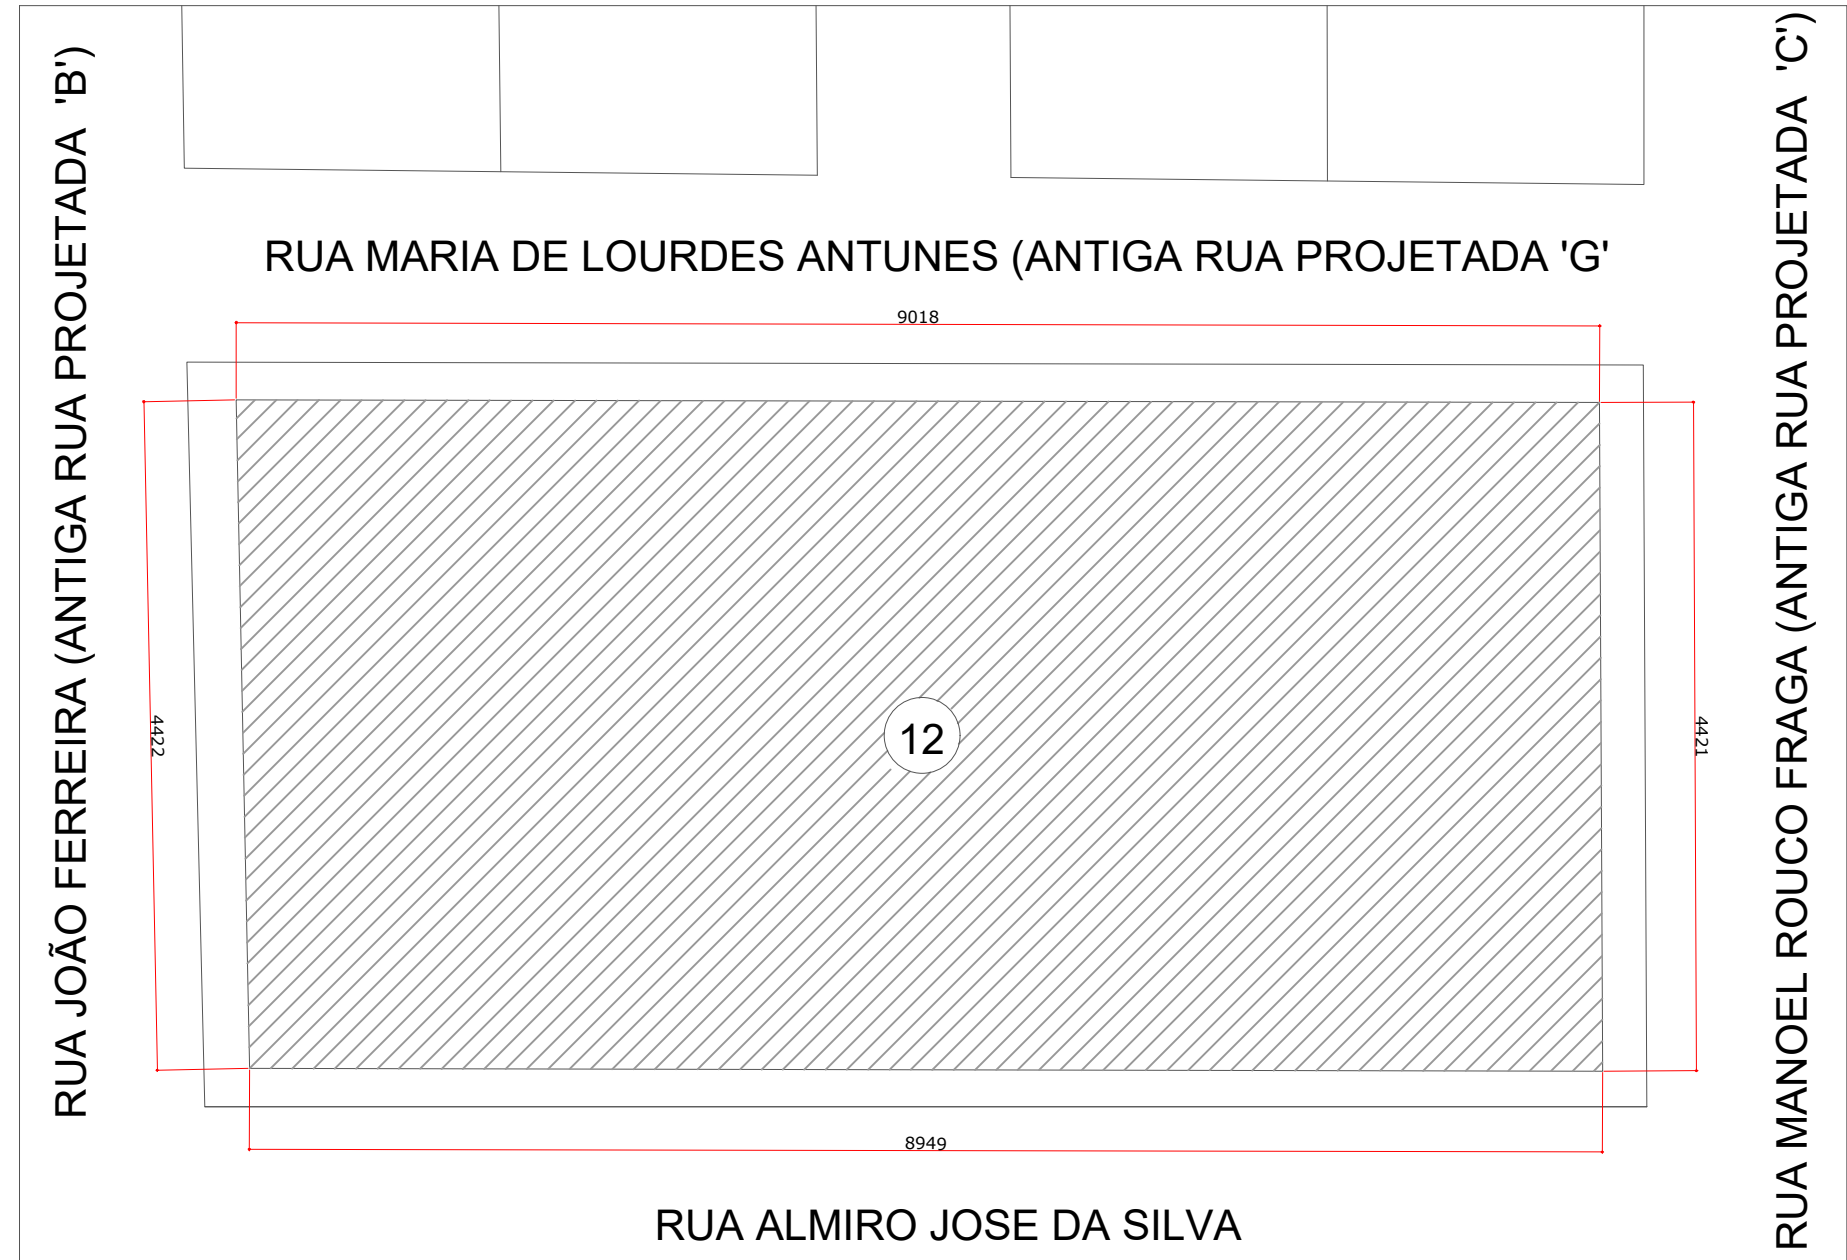 RUA JOÃO FERREIRA (ANTIGA RUA PROJETADA 'B')
RUA MANOEL ROUCO FRAGA (ANTIGA RUA PROJETADA 'C')
RUA MARIA DE LOURDES ANTUNES (ANTIGA RUA PROJETADA 'G'
9018
4422
12
4421
8949
RUA ALMIRO JOSE DA SILVA